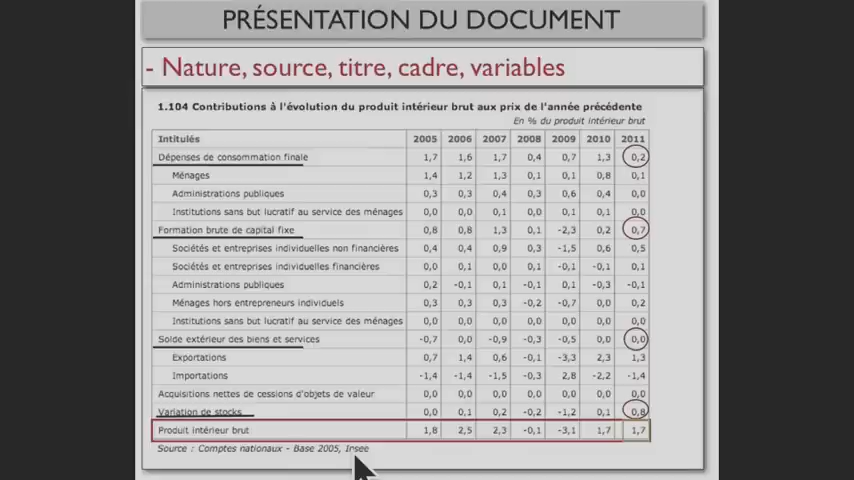 PRÉSENTATION DU DOCUMENT
- Nature, source, titre, cadre, variables
1.104 Contributions à l'évolution du produit intérieur brut aux prix de l'année précédente
En % du produit intérieur brut
Intitulés 2005 2006 2007 2008 2009 2010 2011
Dépenses de consommation finale 1,7 1,6 1,7 0,4 0,7 1,3 0,2
Ménages 1,4 1,2 1,3 0,1 0,1 0,8 0,1
Administrations publiques 0,3 0,3 0,4 0,3 0,6 0,4 0,0
Institutions sans but lucratif au service des ménages 0,0 0,0 0,1 0,0 0,1 0,1 0,0
Formation brute de capital fixe 0,8 0,8 1,3 0,1 -2,3 0,2 0,7
Sociétés et entreprises individuelles non financières 0,4 0,4 0,9 0,3 -1,5 0,6 0,5
Sociétés et entreprises individuelles financières 0,0 0,1 0,1 0,1 -0,1 -0,1 0,1
Administrations publiques 0,2 -0,1 0,1 -0,1 0,1 -0,3 -0,1
Ménages hors entrepreneurs individuels 0,3 0,3 0,3 -0,2 -0,7 0,0 0,2
Institutions sans but lucratif au service des ménages 0,0 0,0 0,0 0,0 0,0 0,0 0,0
Solde extérieur des biens et services -0,7 0,0 -0,9 -0,3 -0,5 0,0 0,0
Exportations 0,7 1,4 0,6 -0,1 -3,3 2,3 1,3
Importations -1,4 -1,4 -1,5 -0,3 2,8 -2,2 -1,4
Acquisitions nettes de cessions d'objets de valeur 0,0 0,0 0,0 0,0 0,0 0,0 0,0
Variation de stocks 0,0 0,1 0,2 -0,2 -1,2 0,1 0,8
Produit intérieur brut 1,8 2,5 2,3 -0,1 -3,1 1,7 1,7
Source : Comptes nationaux - Base 2005, Insee